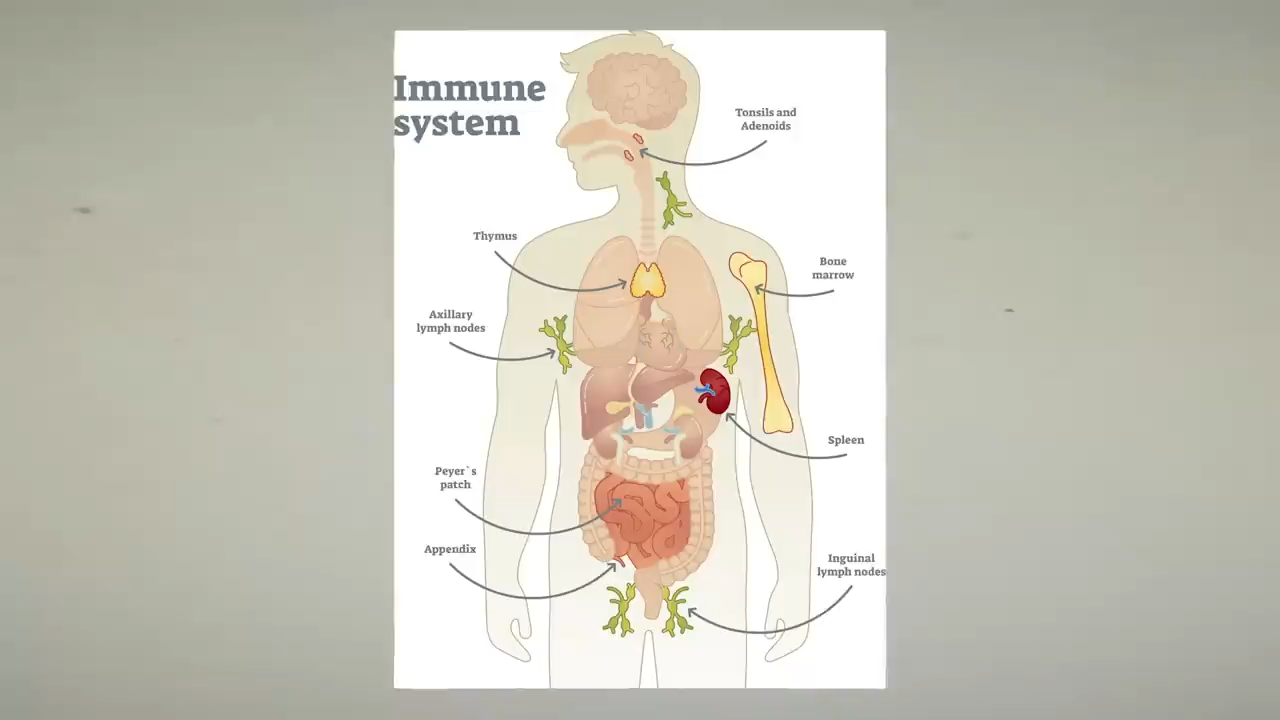 Immune
system
Tonsils and
Adenoids
Thymus
Bone
marrow
Axillary
lymph nodes
Spleen
Peyer`s
patch
Appendix
Inguinal
lymph nodes